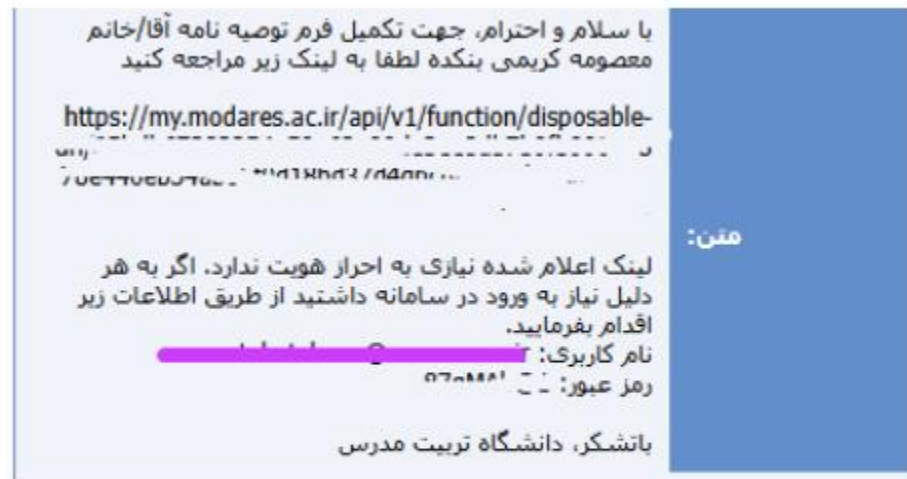 با سلام و احترام، جهت تکمیل فرم توصیه نامه آقا/خانم
معصومه کریمی بنکده لطفا به لینک زیر مراجعه کنید
https://my.modares.ac.ir/api/v1/function/disposable-
متن:
لینک اعلام شده نیازی به احراز هویت ندارد. اگر به هر
دلیل نیاز به ورود در سامانه داشتید از طریق اطلاعات زیر
اقدام بفرمایید.
نام کاربری:
رمز عبور:
باتشکر، دانشگاه تربیت مدرس